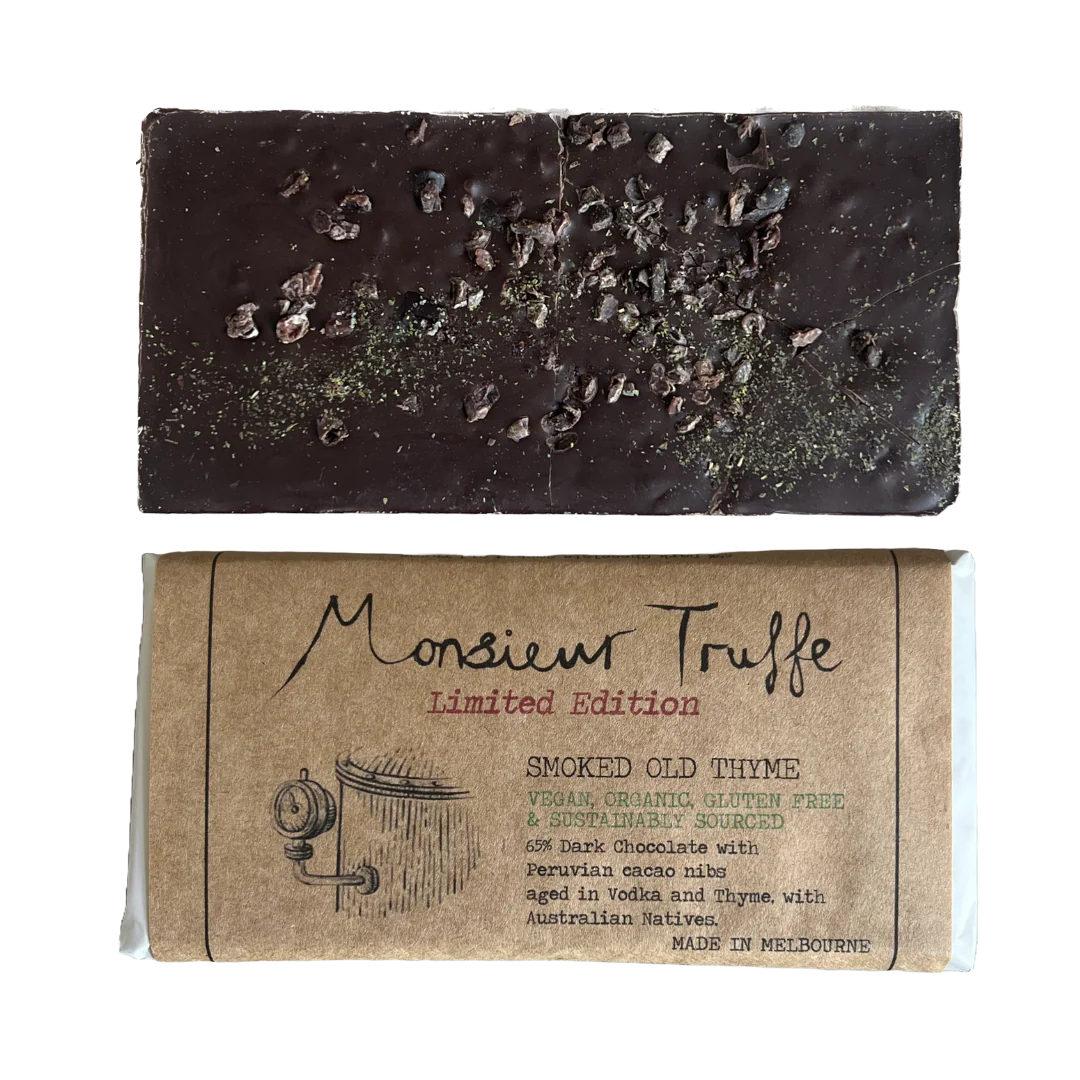 Monsieur Truffe
Limited Edition
SMOKED OLD THYME
VEGAN, ORGANIC, GLUTEN FREE
& SUSTAINABLY SOURCED
65% Dark Chocolate with
Peruvian cacao nibs
aged in Vodka and Thyme, with
Australian Natives.
MADE IN MELBOURNE